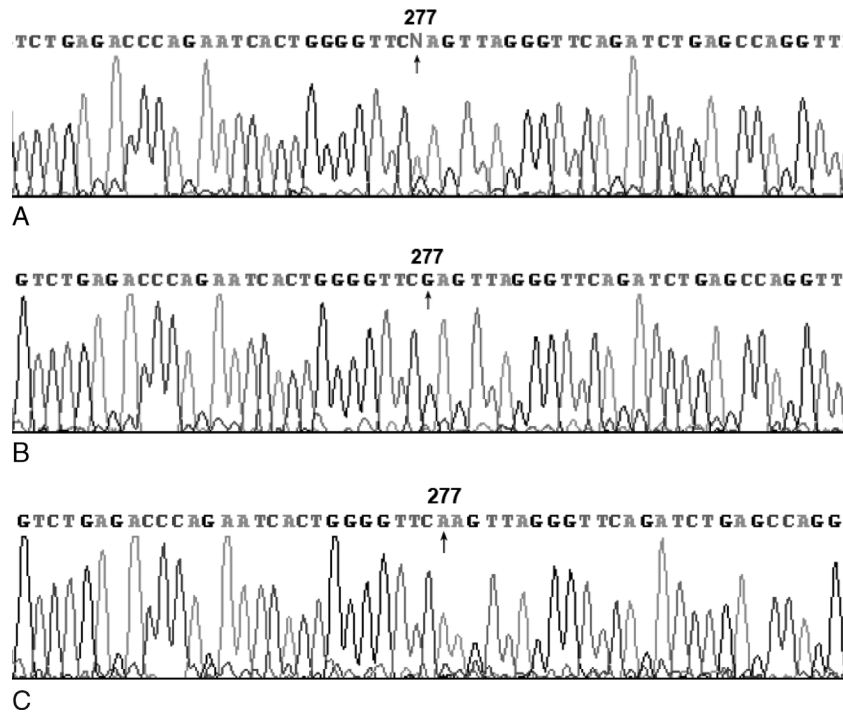 277
TCTGAGACCCAGAATCACTGGGGTTCNAGTTAGGGTTCAGATCTGAGCCAGGTT
A
277
GTCTGAGACCCAGAATCACTGGGGTTCGAGTTAGGGTTCAGATCTGAGCCAGGTT
B
277
GTCTGAGACCCAGAATCACTGGGGTTCAAGTTAGGGTTCAGATCTGAGCCAGG
C